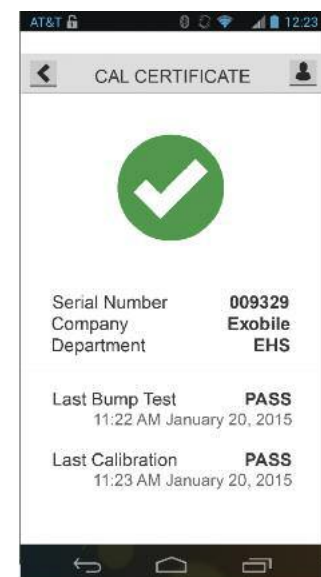 AT&T 12:23
CAL CERTIFICATE
Serial Number 009329
Company Exobile
Department EHS
Last Bump Test PASS
11:22 AM January 20, 2015
Last Calibration PASS
11:23 AM January 20, 2015